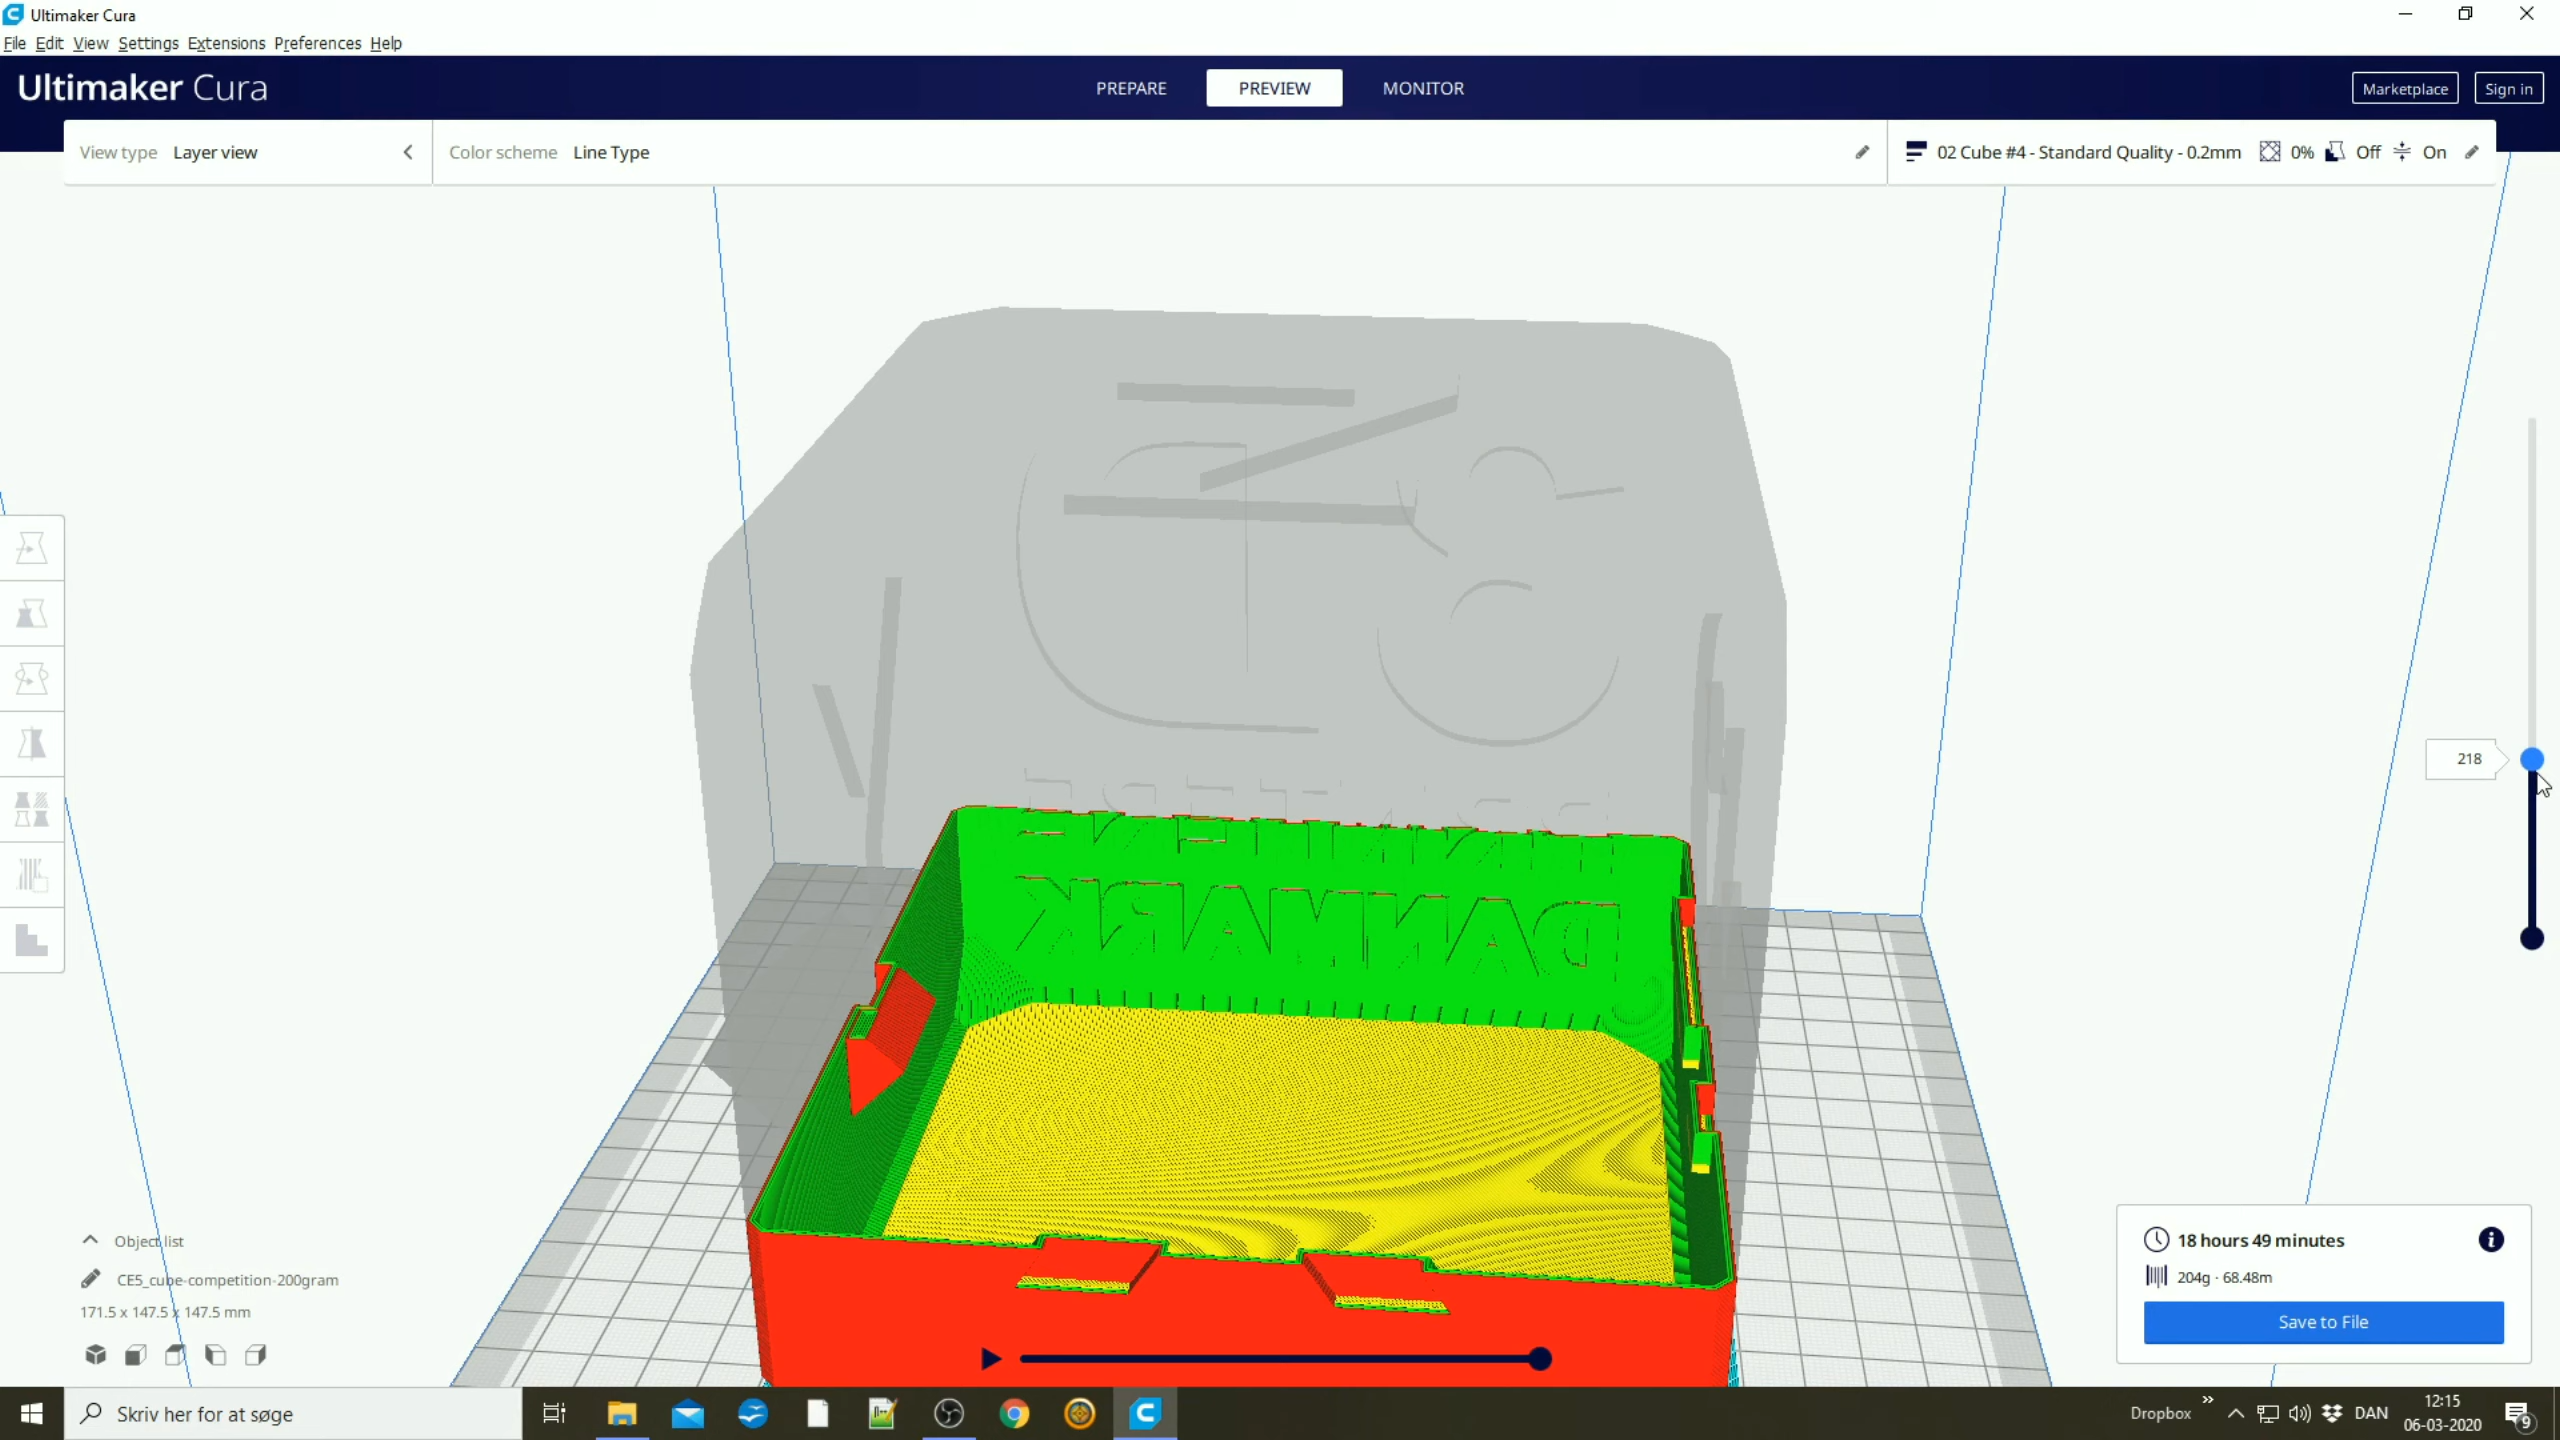 Ultimaker Cura
File Edit View Settings Extensions Preferences Help
Ultimaker Cura
PREPARE PREVIEW MONITOR
Marketplace Sign in
View type Layer view
Color scheme Line Type
02 Cube #4 - Standard Quality - 0.2mm 0% Off On
218
DANMARK
Object list
CE5_cube-competition-200gram
171.5 x 147.5 x 147.5 mm
18 hours 49 minutes
204g · 68.48m
Save to File
Skriv her for at søge
Dropbox
DAN
12:15
06-03-2020
9